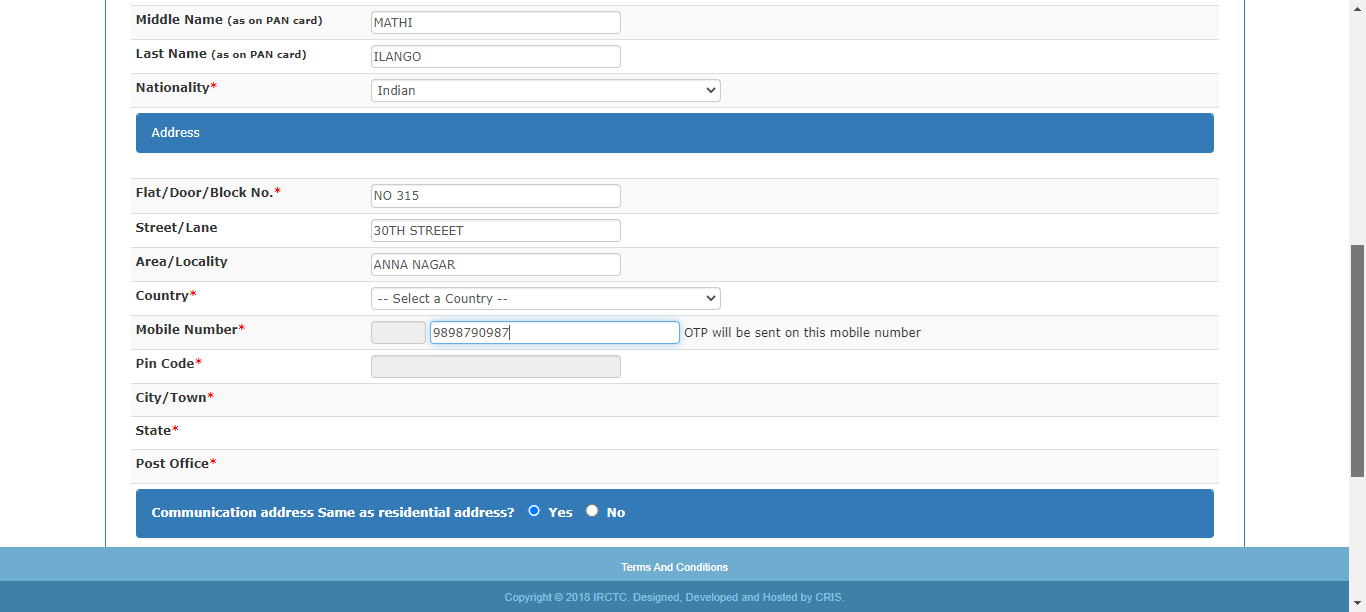 Middle Name (as on PAN card) MATHI
Last Name (as on PAN card) ILANGO
Nationality* Indian
Address
Flat/Door/Block No.* NO 315
Street/Lane 30TH STREEET
Area/Locality ANNA NAGAR
Country* -- Select a Country --
Mobile Number* 9898790987 OTP will be sent on this mobile number
Pin Code*
City/Town*
State*
Post Office*
Communication address Same as residential address? Yes No
Terms And Conditions
Copyright © 2018 IRCTC. Designed, Developed and Hosted by CRIS.